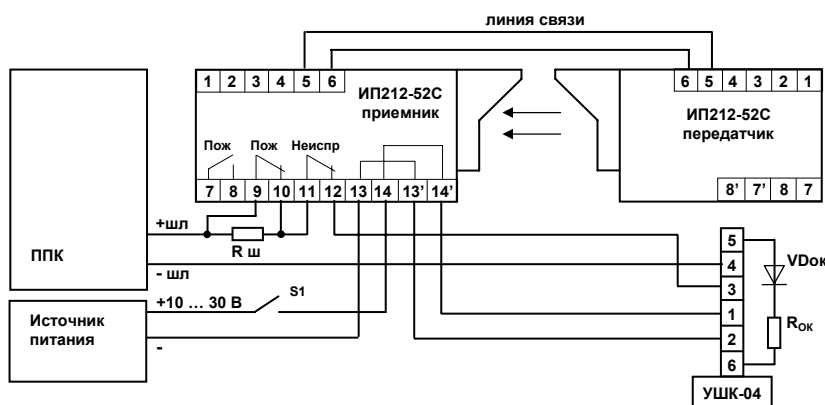 линия связи
1 2 3 4 5 6
6 5 4 3 2 1
ИП212-52С
приемник
ИП212-52С
передатчик
Пож Пож Неиспр
7 8 9 10 11 12 13 14 13’ 14’
8’ 7’ 8 7
+шл
R ш
ППК
- шл
+10 … 30 В
S1
Источник
питания
-
5
4
3
1
2
6
VDок
Rок
УШК-04